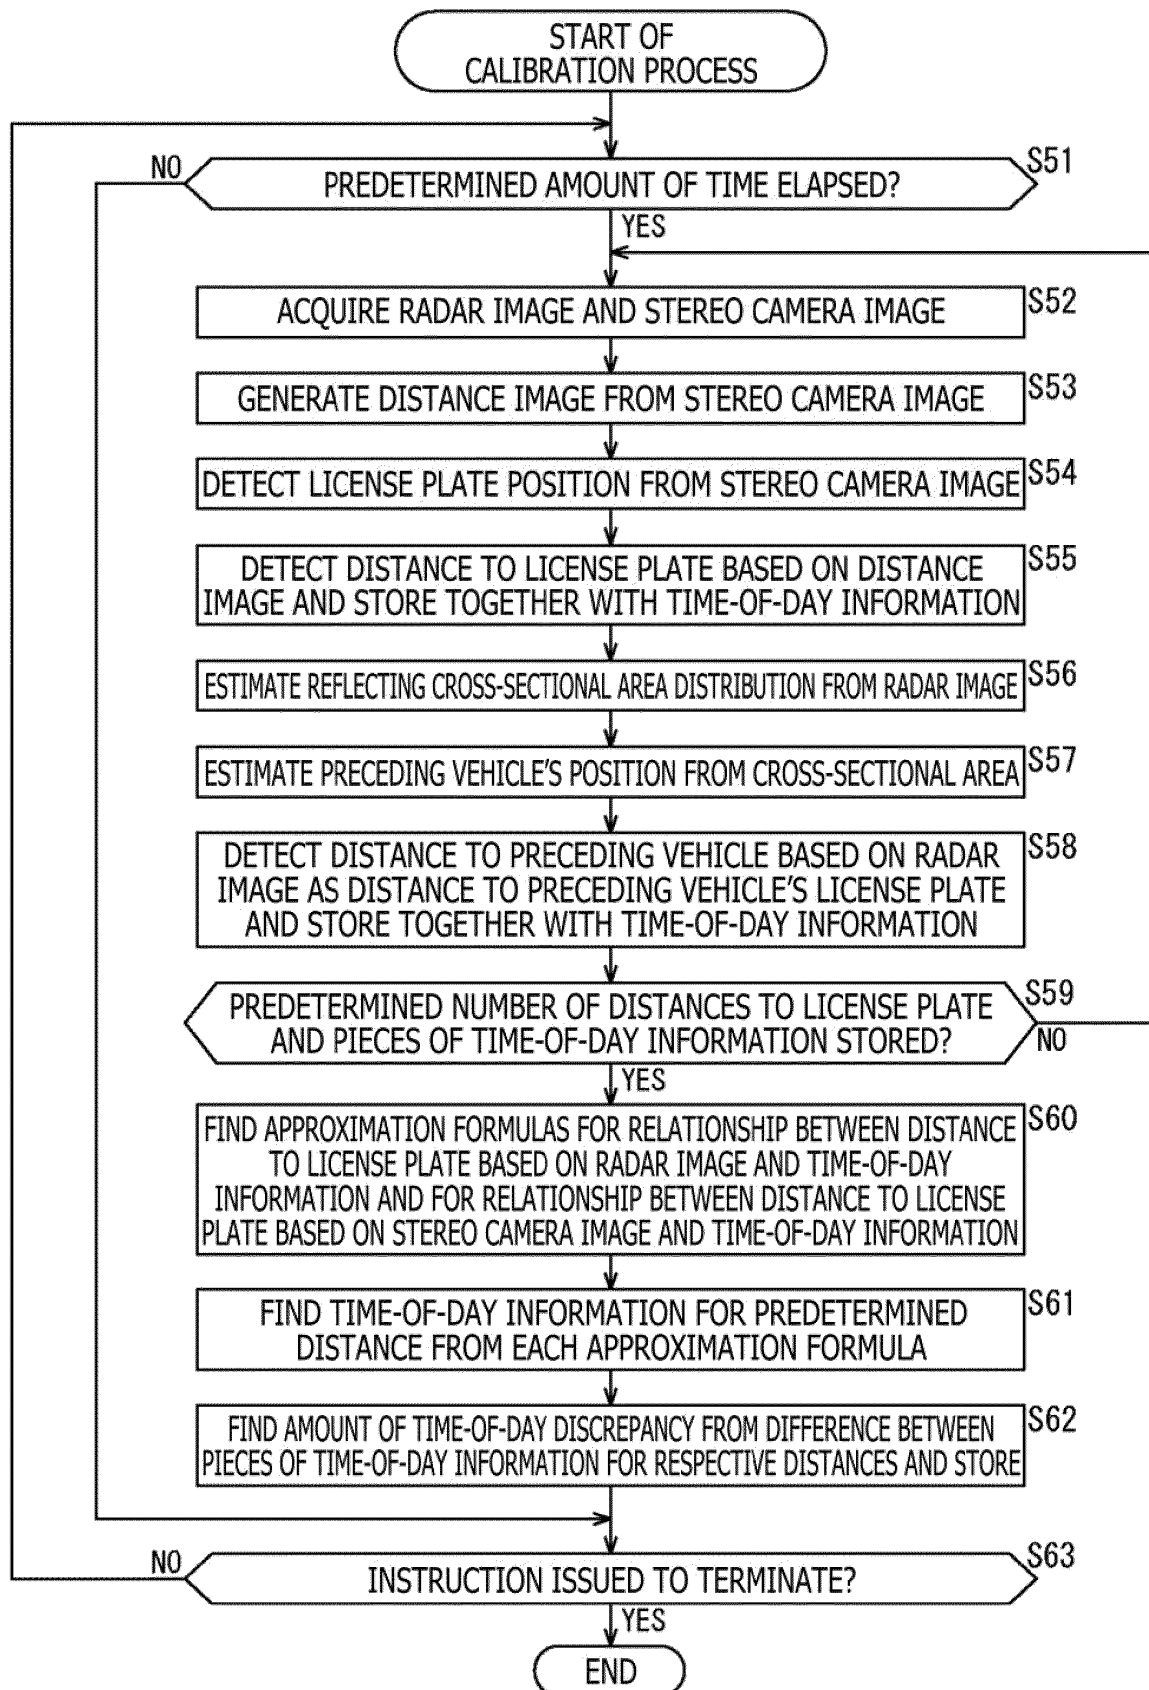 START OF
CALIBRATION PROCESS
NO
S51
PREDETERMINED AMOUNT OF TIME ELAPSED?
YES
S52
ACQUIRE RADAR IMAGE AND STEREO CAMERA IMAGE
S53
GENERATE DISTANCE IMAGE FROM STEREO CAMERA IMAGE
S54
DETECT LICENSE PLATE POSITION FROM STEREO CAMERA IMAGE
S55
DETECT DISTANCE TO LICENSE PLATE BASED ON DISTANCE
IMAGE AND STORE TOGETHER WITH TIME-OF-DAY INFORMATION
S56
ESTIMATE REFLECTING CROSS-SECTIONAL AREA DISTRIBUTION FROM RADAR IMAGE
S57
ESTIMATE PRECEDING VEHICLE'S POSITION FROM CROSS-SECTIONAL AREA
S58
DETECT DISTANCE TO PRECEDING VEHICLE BASED ON RADAR
IMAGE AS DISTANCE TO PRECEDING VEHICLE'S LICENSE PLATE
AND STORE TOGETHER WITH TIME-OF-DAY INFORMATION
S59
PREDETERMINED NUMBER OF DISTANCES TO LICENSE PLATE
AND PIECES OF TIME-OF-DAY INFORMATION STORED?
NO
YES
S60
FIND APPROXIMATION FORMULAS FOR RELATIONSHIP BETWEEN DISTANCE
TO LICENSE PLATE BASED ON RADAR IMAGE AND TIME-OF-DAY
INFORMATION AND FOR RELATIONSHIP BETWEEN DISTANCE TO LICENSE
PLATE BASED ON STEREO CAMERA IMAGE AND TIME-OF-DAY INFORMATION
S61
FIND TIME-OF-DAY INFORMATION FOR PREDETERMINED
DISTANCE FROM EACH APPROXIMATION FORMULA
S62
FIND AMOUNT OF TIME-OF-DAY DISCREPANCY FROM DIFFERENCE BETWEEN
PIECES OF TIME-OF-DAY INFORMATION FOR RESPECTIVE DISTANCES AND STORE
NO
S63
INSTRUCTION ISSUED TO TERMINATE?
YES
END